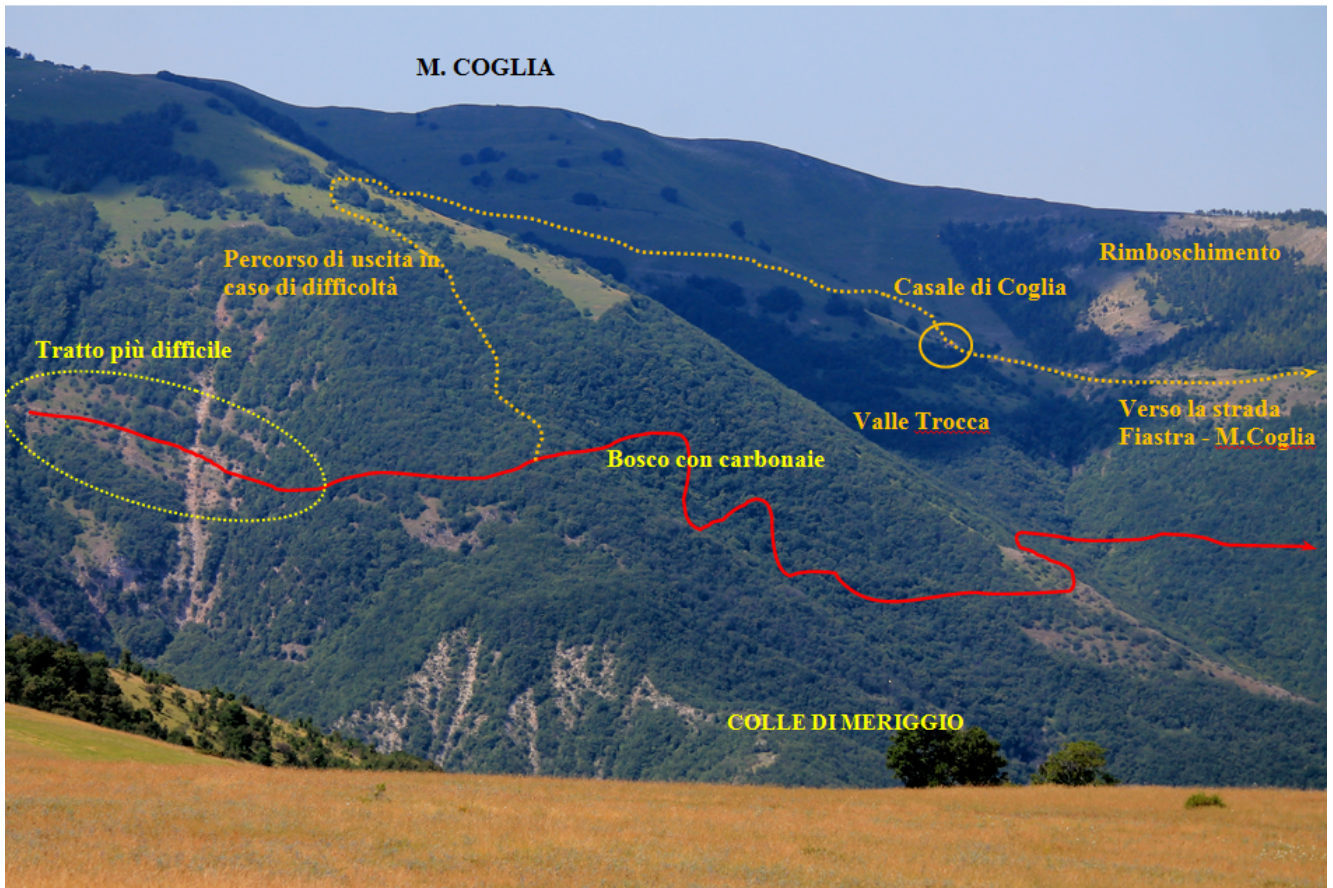 M. COGLIA
Percorso di uscita in
caso di difficoltà
Rimboschimento
Casale di Coglia
Tratto più difficile
Valle Trocca
Verso la strada
Fiastra - M.Coglia
Bosco con carbonaie
COLLE DI MERIGGIO